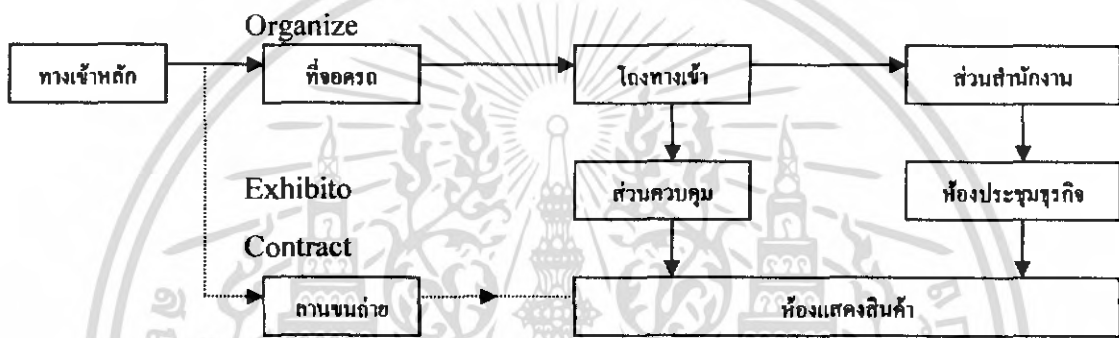 Organize
ทางเข้าหลัก
ที่จอดรถ
โถงทางเข้า
ส่วนสำนักงาน
Exhibito
ส่วนควบคุม
ห้องประชุมธุรกิจ
Contract
ลานขนถ่าย
ห้องแสดงสินค้า